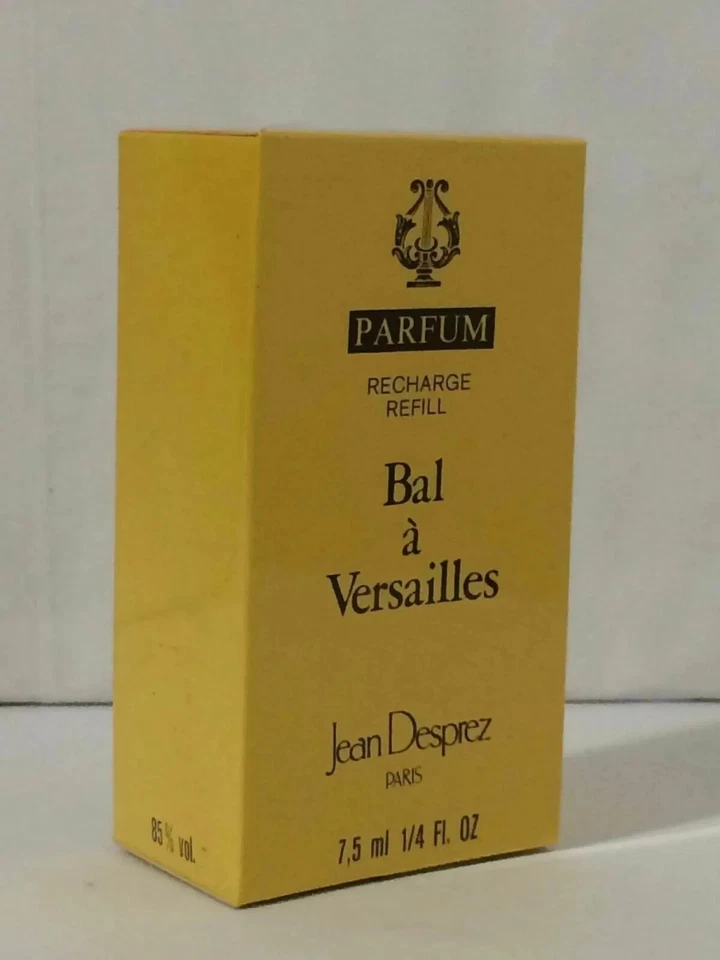 PARFUM
RECHARGE
REFILL
Bal
à
Versailles
Jean Desprez
PARIS
7,5 ml 1/4 Fl. OZ
85% vol.